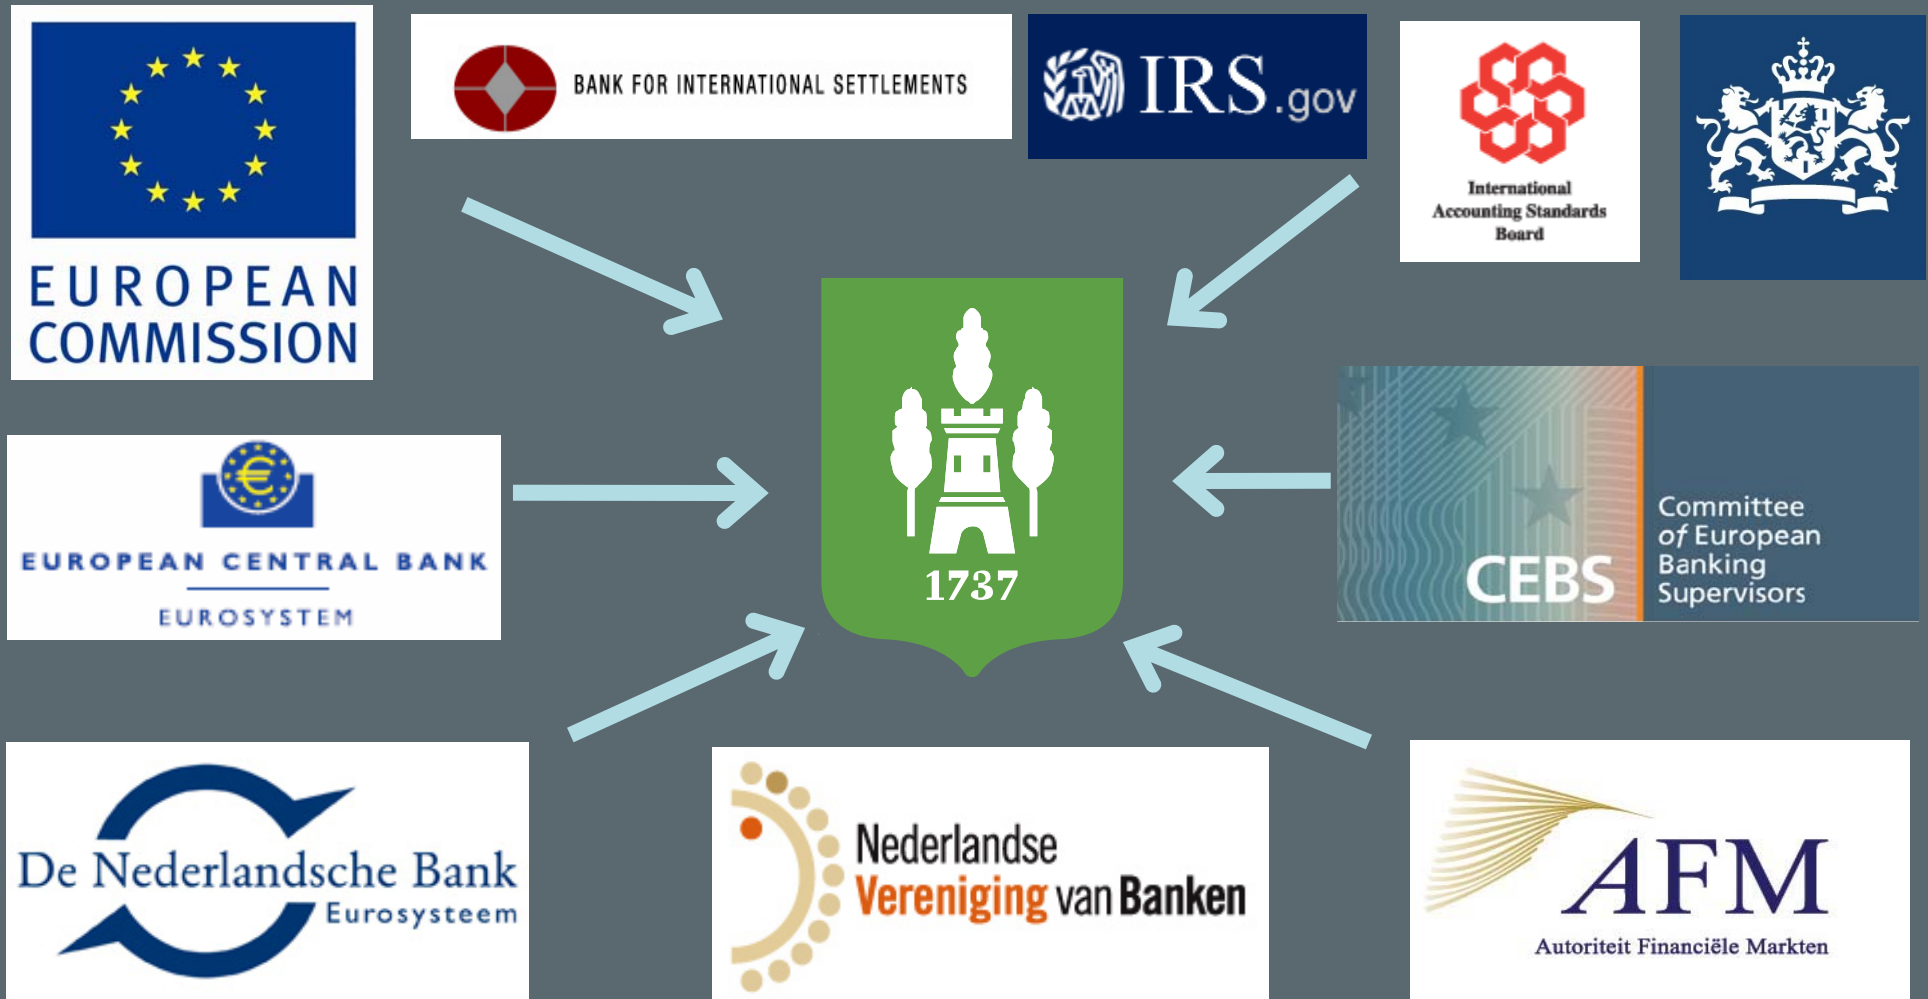 EUROPEAN
COMMISSION
BANK FOR INTERNATIONAL SETTLEMENTS
IRS.gov
International
Accounting Standards
Board
1737
EUROPEAN CENTRAL BANK
EUROSYSTEM
CEBS
Committee
of European
Banking
Supervisors
De Nederlandsche Bank
Eurosysteem
Nederlandse
Vereniging van Banken
AFM
Autoriteit Financiële Markten